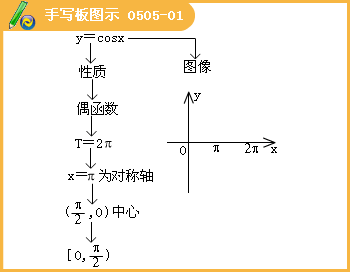 手写板图示 0505-01
y=cosx
性质
图像
偶函数
T=2π
x=π为对称轴
(π/2,0)中心
[0,π/2)
y
0
π
2π
x